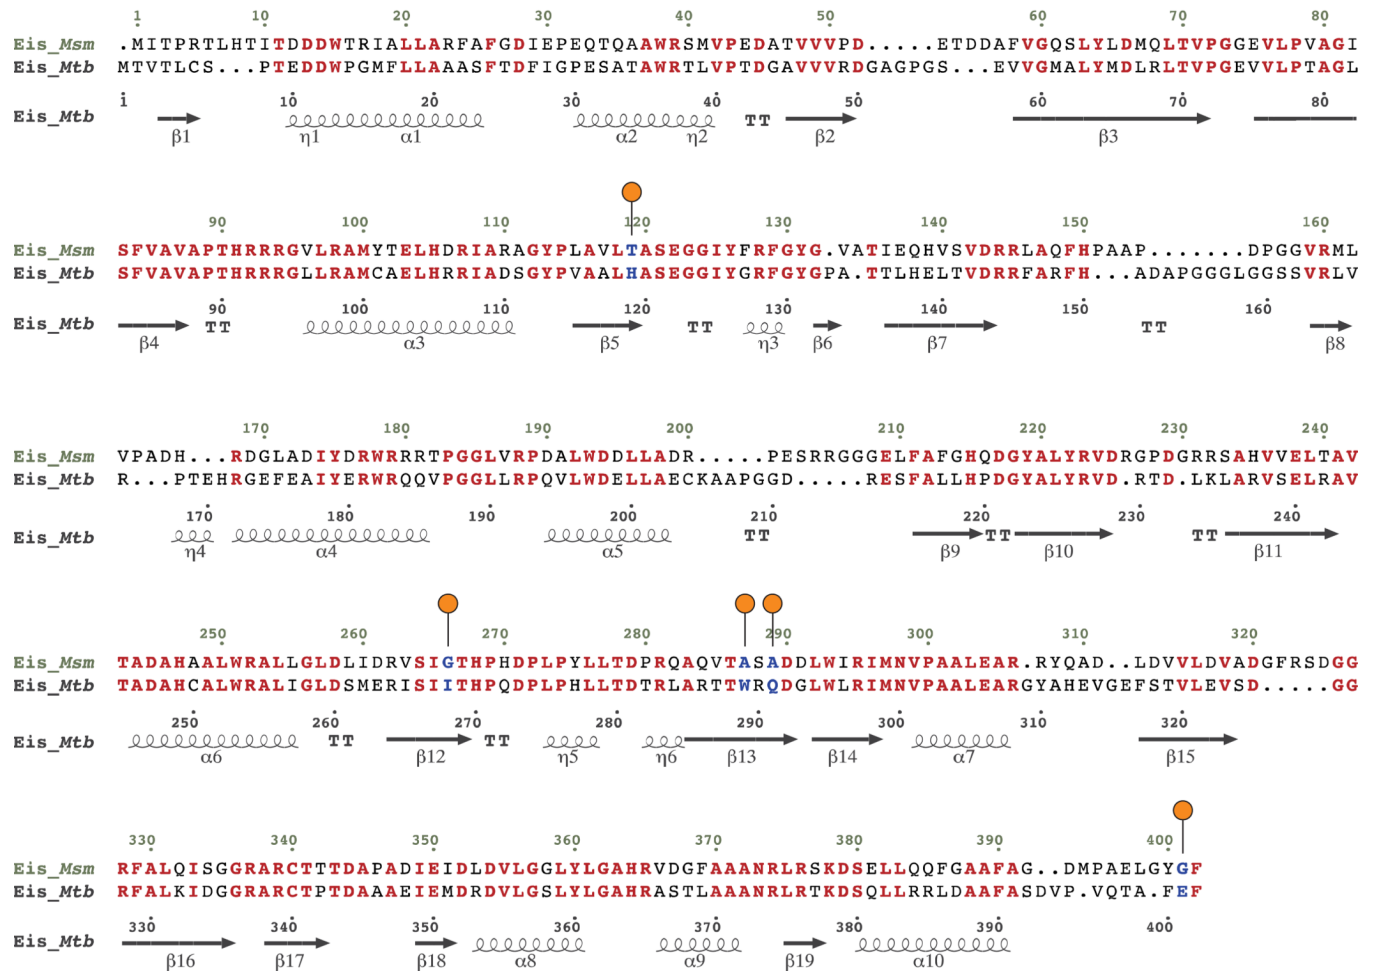 1 10 20 30 40 50 60 70 80
Eis_Msm .MITPRTLHTITDDDWTRIALLARFAFGDIEPEQTQAAWRSMVPEDATVVVPD.....ETDDAFVGQSLYLDMQLTVPGGEVLPVAGI
Eis_Mtb MTVTLCS...PTEDDWPGMFLLAAASFTDFIGPESATAWRTLVPTDGAVVVRDGAGPGS...EVVGMALYMDLRLTVPGEVVLPTAGL
1 10 20 30 40 50 60 70 80
Eis_Mtb TT
β1 η1 α1 α2 η2 β2 β3
90 100 110 120 130 140 150 160
Eis_Msm SFVAVAPTHRRRGVLRAMYTELHDRIARAGYPLAVLTASEGGIYFRFGYG.VATIEQHVSVDRRLAQFHPAAP.......DPGGVRML
Eis_Mtb SFVAVAPTHRRRGLLRAMCAELHRRIADSGYPVAALHASEGGIYGRFGYGPA.TTLHELTVDRRFARFH...ADAPGGGLGGSSVRLV
90 100 110 120 130 140 150 160
Eis_Mtb TT TT TT
β4 α3 β5 η3 β6 β7 β8
170 180 190 200 210 220 230 240
Eis_Msm VPADH...RDGLADIYDRWRRRTPGGLVRPDALWDDLLADR.....PESRRGGGELFAFGHQDGYALYRVDRGPDGRRSAHVVELTAV
Eis_Mtb R...PTEHRGEFEAIYERWRQQVPGGLLRPQVLWDELLAECKAAPGGD.....RESFALLHPDGYALYRVD.RTD.LKLARVSELRAV
170 180 190 200 210 220 230 240
Eis_Mtb TT TT TT
η4 α4 α5 β9 β10 β11
250 260 270 280 290 300 310 320
Eis_Msm TADAHAALWRALLGLDLIDRVSIGTHPHDPLPYLLTDPRQAQVTASADDLWIRIMNVPAALEAR.RYQAD..LDVVLDVADGFRSDGG
Eis_Mtb TADAHCALWRALIGLDSMERISIITHPQDPLPHLLTDTRLARTTWRQDGLWLRIMNVPAALEARGYAHEVGEFSTVLEVSD.....GG
250 260 270 280 290 300 310 320
Eis_Mtb TT TT
α6 β12 η5 η6 β13 β14 α7 β15
330 340 350 360 370 380 390 400
Eis_Msm RFALQISGGRARCTTTDAPADIEIDLDVLGGLYLGAHRVDGFAAANRLRSKDSELLQQFGAAFAG..DMPAELGYGF
Eis_Mtb RFALKIDGGRARCTPTDAAAEIEMDRDVLGSLYLGAHRASTLAAANRLRTKDSQLLRRLDAAFASDVP.VQTA.FEF
330 340 350 360 370 380 390 400
Eis_Mtb
β16 β17 β18 α8 α9 β19 α10